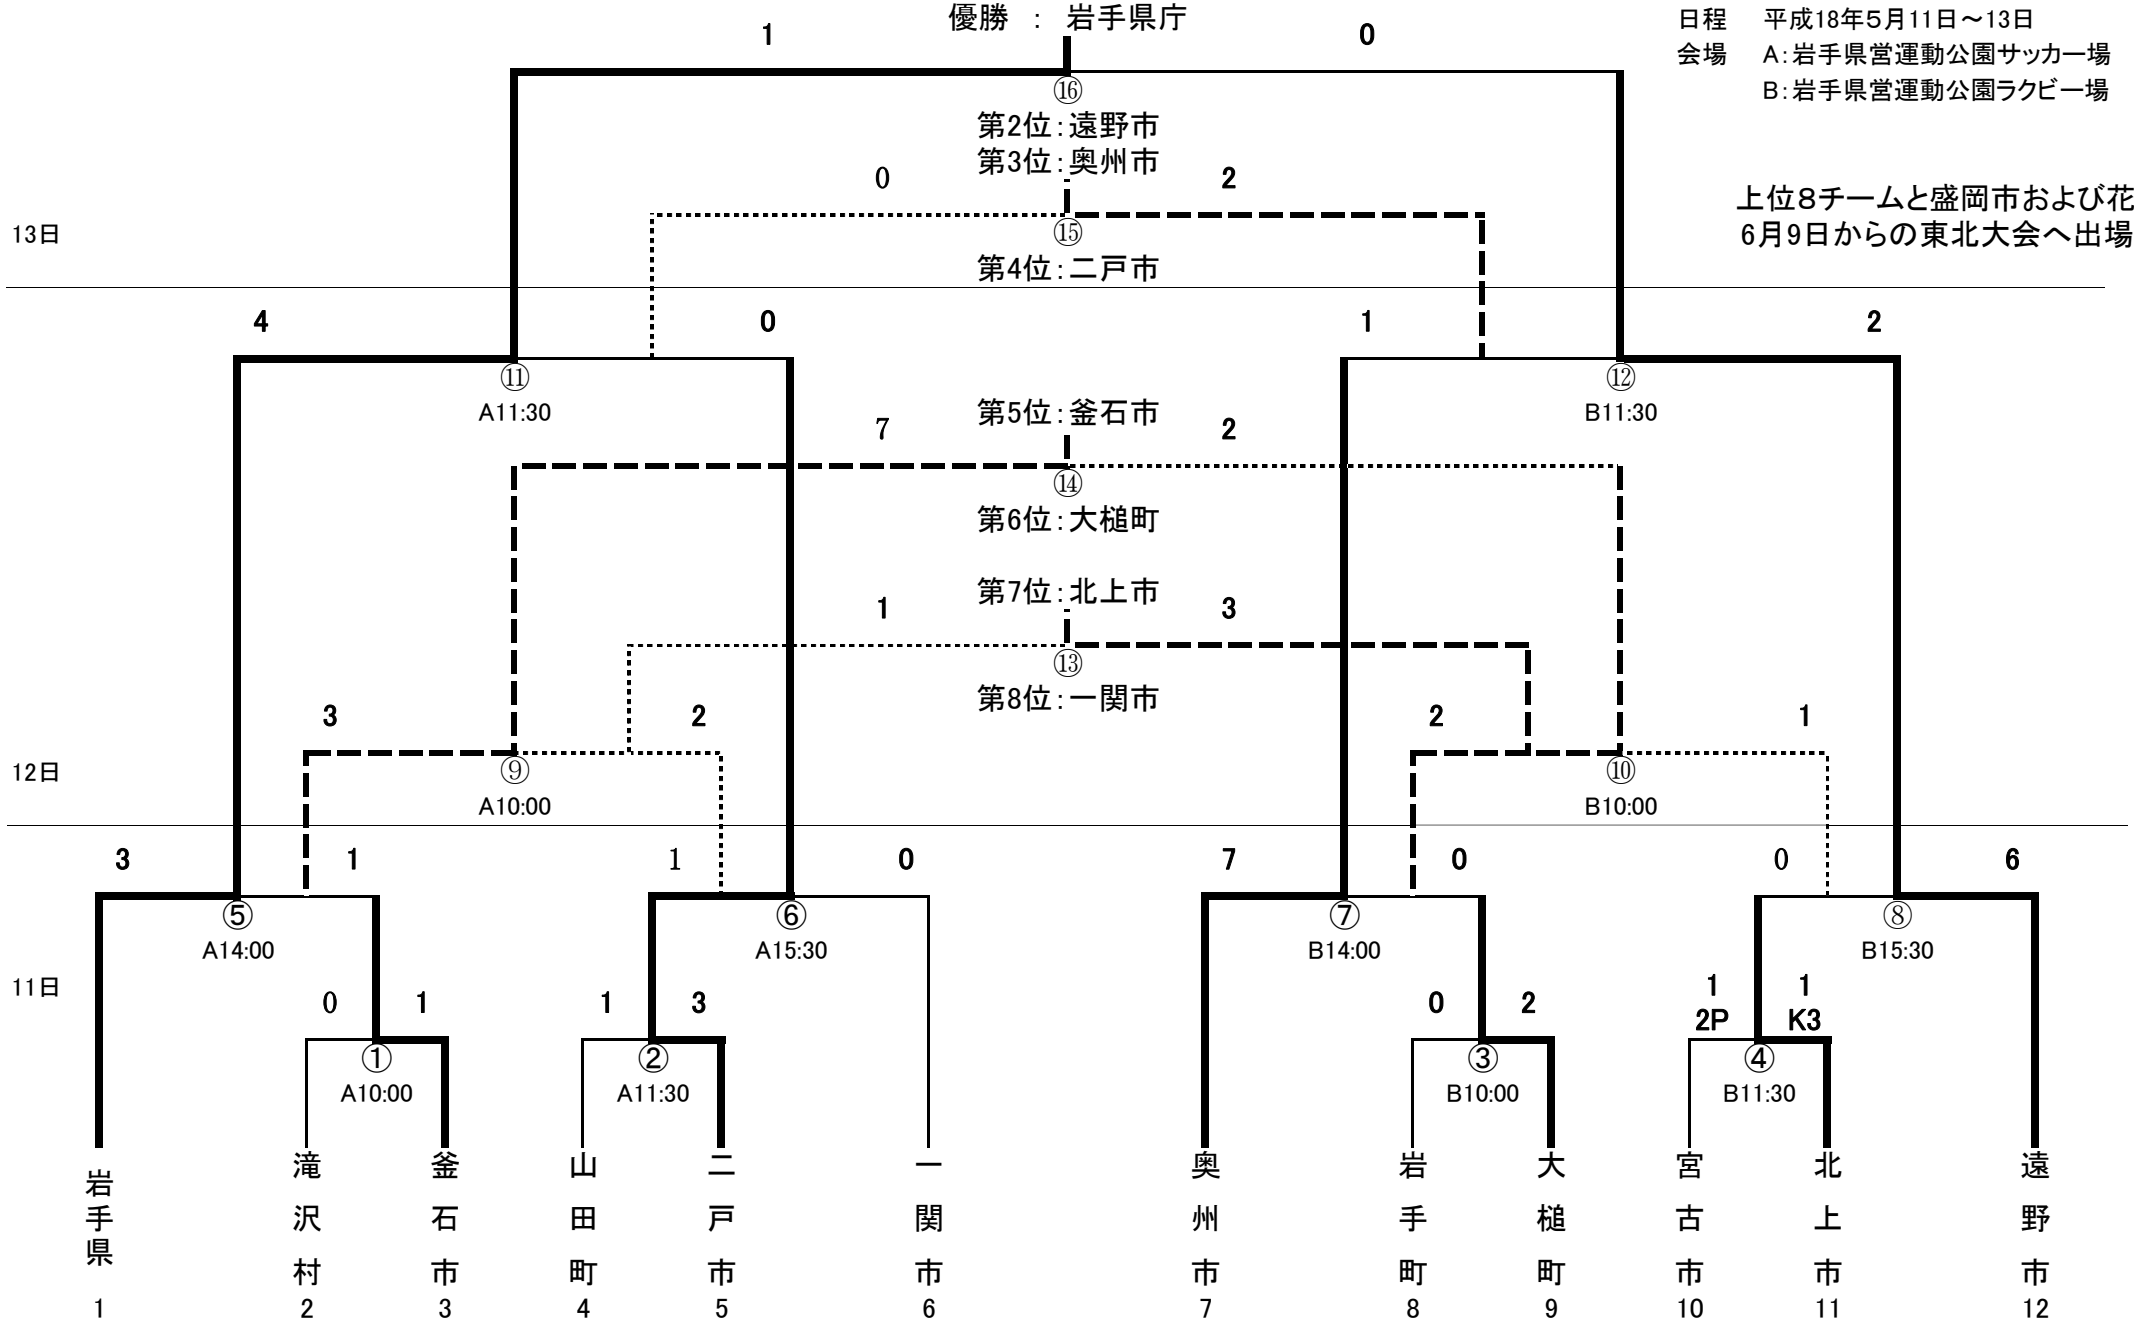 優勝 ： 岩手県庁
日程 平成18年5月11日～13日
会場 A：岩手県営運動公園サッカー場
B：岩手県営運動公園ラクビー場
1 0
⑯
第2位：遠野市
第3位：奥州市
0 2
上位8チームと盛岡市および花
6月9日からの東北大会へ出場
13日
⑮
第4位：二戸市
4 0 1 2
⑪ ⑫
A11:30 B11:30
第5位：釜石市
7 2
⑭
第6位：大槌町
第7位：北上市
1 3
⑬
第8位：一関市
3 2 2 1
12日
⑨ ⑩
A10:00 B10:00
3 1 1 0 7 0 0 6
⑤ ⑥ ⑦ ⑧
A14:00 A15:30 B14:00 B15:30
11日
0 1 1 3 0 2 1 1
2P K3
① ② ③ ④
A10:00 A11:30 B10:00 B11:30
岩手県
滝沢村
釜石市
山田町
二戸市
一関市
奥州市
岩手町
大槌町
宮古市
北上市
遠野市
1 2 3 4 5 6 7 8 9 10 11 12